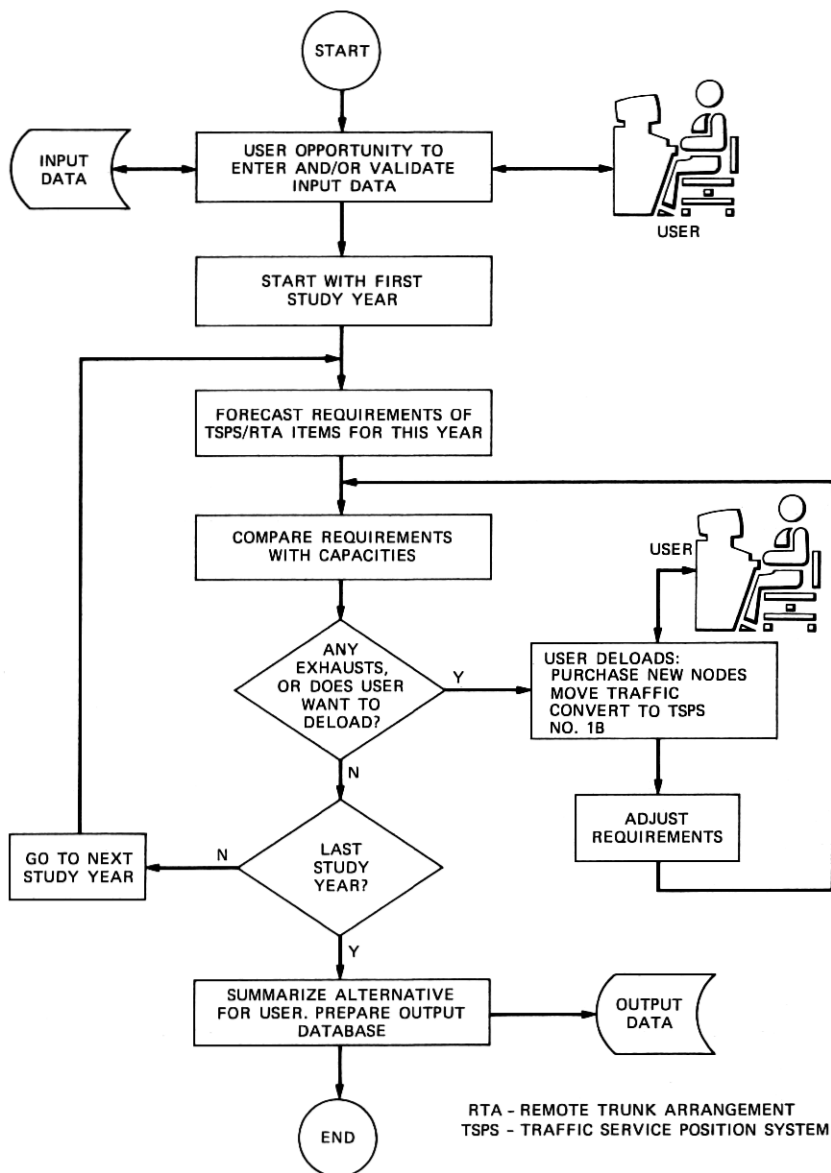 START
INPUT
DATA
USER OPPORTUNITY TO
ENTER AND/OR VALIDATE
INPUT DATA
USER
START WITH FIRST
STUDY YEAR
FORECAST REQUIREMENTS OF
TSPS/RTA ITEMS FOR THIS YEAR
COMPARE REQUIREMENTS
WITH CAPACITIES
USER
ANY
EXHAUSTS,
OR DOES USER
WANT TO
DELOAD?
Y
USER DELOADS:
PURCHASE NEW NODES
MOVE TRAFFIC
CONVERT TO TSPS
NO. 1B
N
ADJUST
REQUIREMENTS
LAST
STUDY
YEAR?
N
GO TO NEXT
STUDY YEAR
Y
SUMMARIZE ALTERNATIVE
FOR USER. PREPARE OUTPUT
DATABASE
OUTPUT
DATA
END
RTA - REMOTE TRUNK ARRANGEMENT
TSPS - TRAFFIC SERVICE POSITION SYSTEM